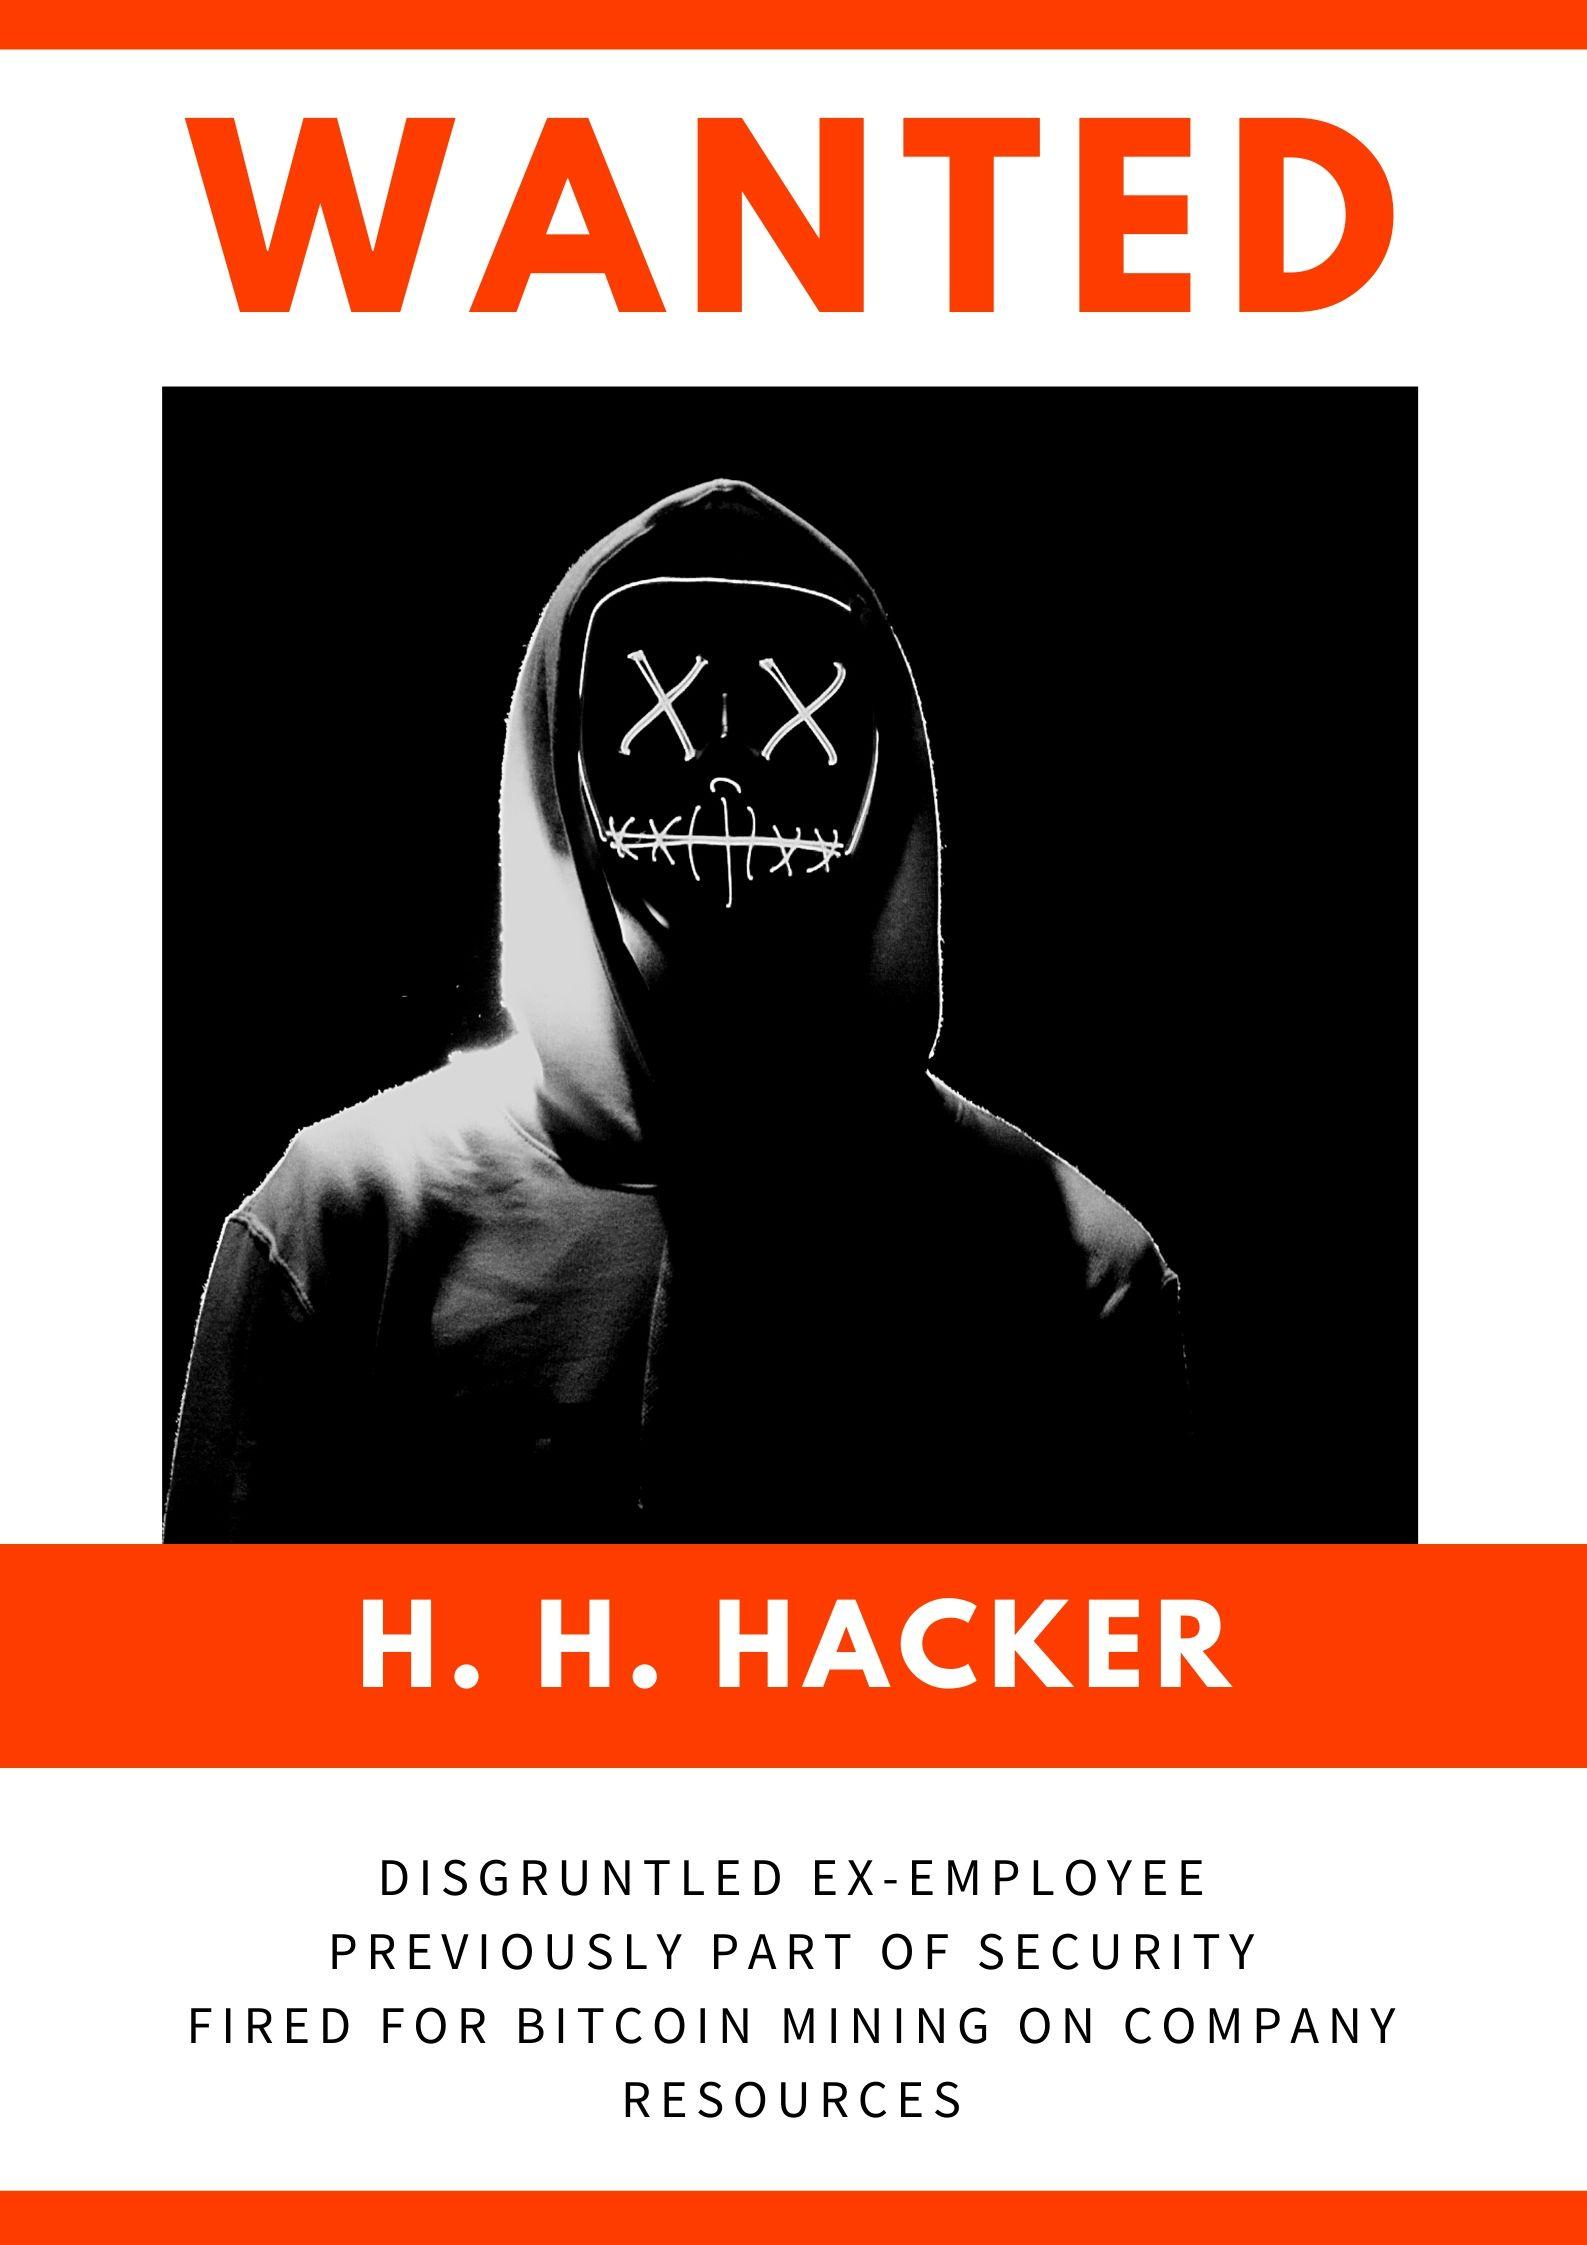 WANTED
H. H. HACKER
DISGRUNTLED EX-EMPLOYEE
PREVIOUSLY PART OF SECURITY
FIRED FOR BITCOIN MINING ON COMPANY
RESOURCES